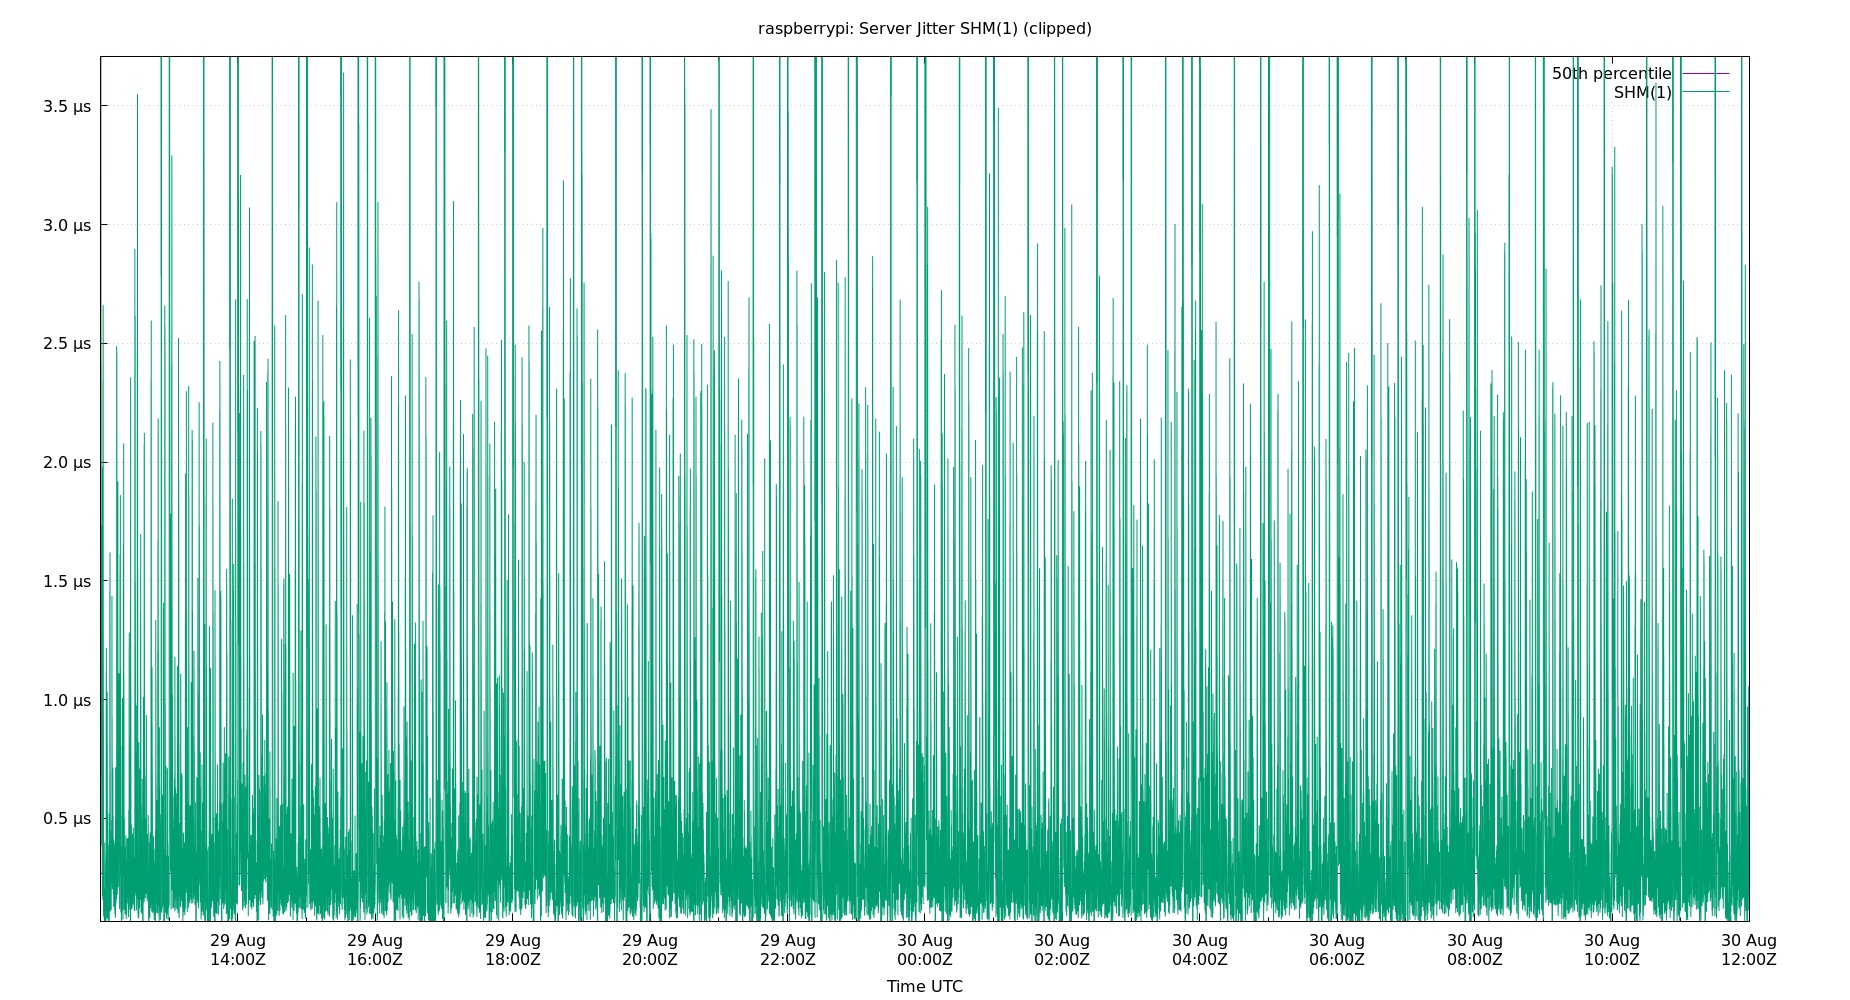 raspberrypi: Server Jitter SHM(1) (clipped)
50th percentile
SHM(1)
3.5 µs
3.0 µs
2.5 µs
2.0 µs
1.5 µs
1.0 µs
0.5 µs
29 Aug 29 Aug 29 Aug 29 Aug 29 Aug 30 Aug 30 Aug 30 Aug 30 Aug 30 Aug 30 Aug 30 Aug
14:00Z 16:00Z 18:00Z 20:00Z 22:00Z 00:00Z 02:00Z 04:00Z 06:00Z 08:00Z 10:00Z 12:00Z
Time UTC